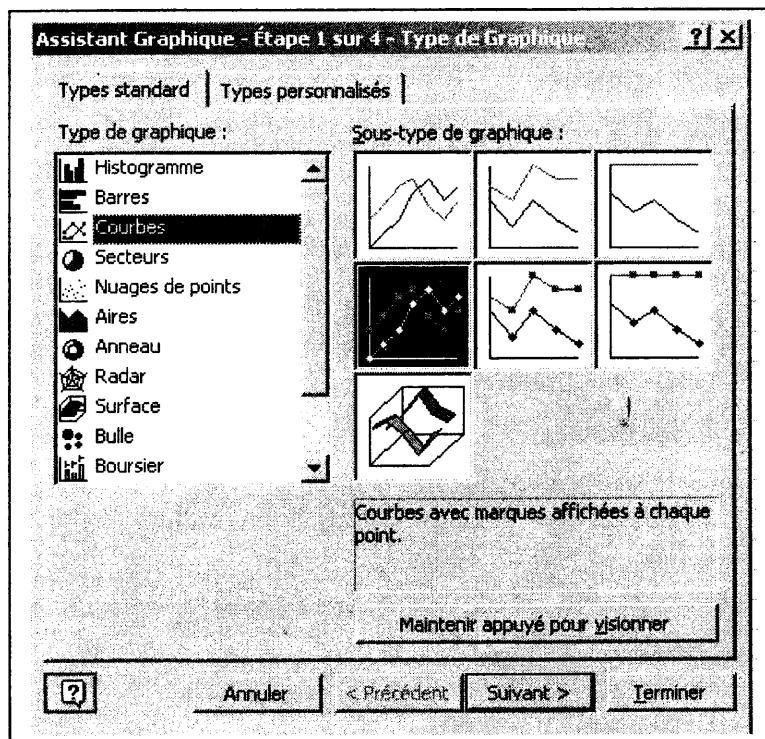 Assistant Graphique - Étape 1 sur 4 - Type de Graphique
? ×
Types standard
Types personnalisés
Type de graphique :
Histogramme
Barres
Courbes
Secteurs
Nuages de points
Aires
Anneau
Radar
Surface
Bulle
Boursier
Sous-type de graphique :
Courbes avec marques affichées à chaque
point.
Maintenir appuyé pour visionner
?
Annuler
< Précédent
Suivant >
Terminer